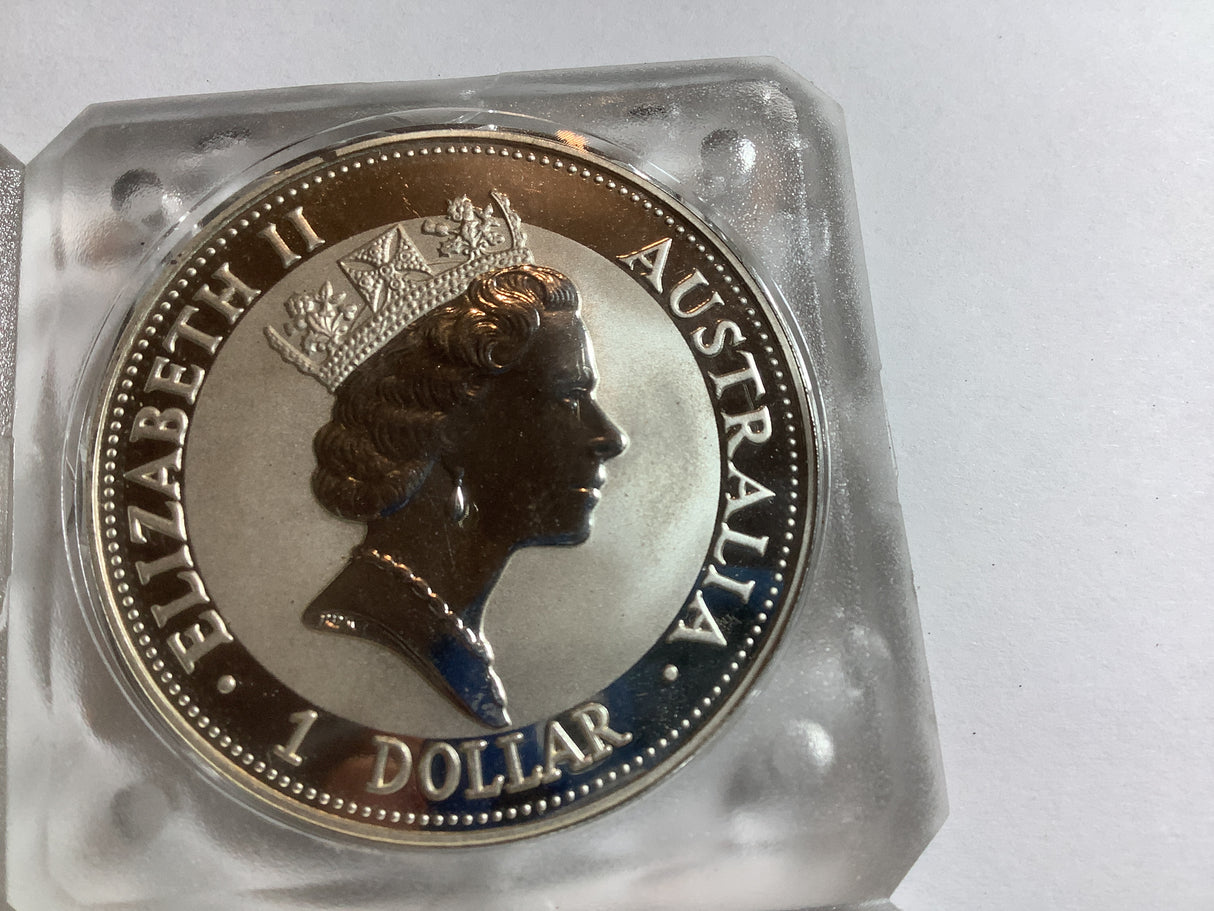 ELIZABETH II
AUSTRALIA
1 DOLLAR